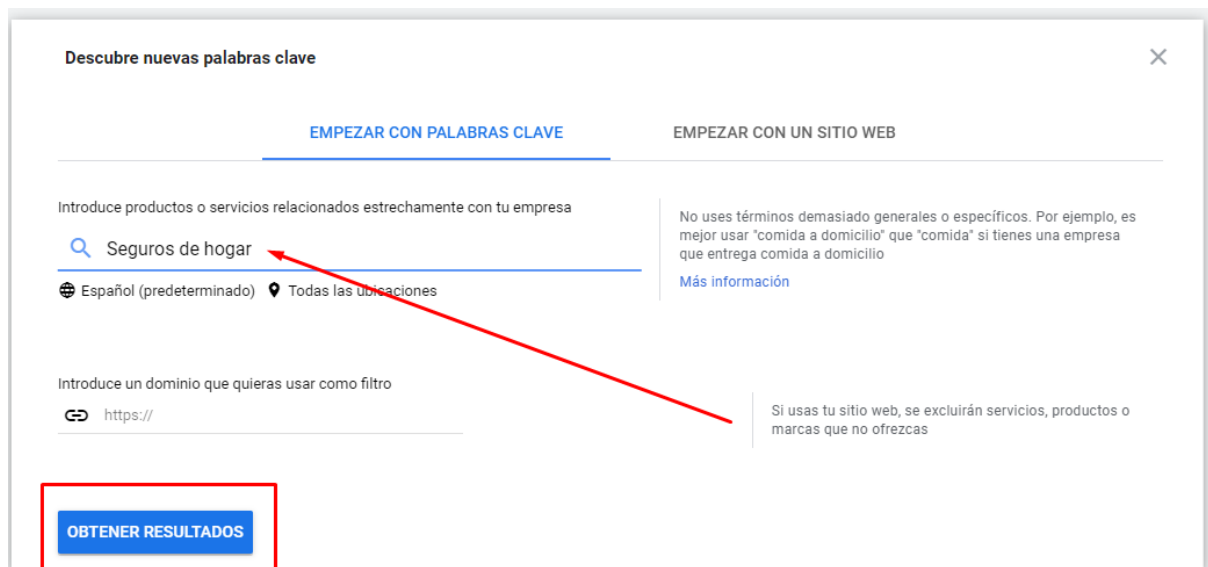 Descubre nuevas palabras clave
EMPEZAR CON PALABRAS CLAVE
EMPEZAR CON UN SITIO WEB
Introduce productos o servicios relacionados estrechamente con tu empresa
Seguros de hogar
Español (predeterminado) Todas las ubicaciones
No uses términos demasiado generales o específicos. Por ejemplo, es
mejor usar "comida a domicilio" que "comida" si tienes una empresa
que entrega comida a domicilio
Más información
Introduce un dominio que quieras usar como filtro
https://
Si usas tu sitio web, se excluirán servicios, productos o
marcas que no ofrezcas
OBTENER RESULTADOS